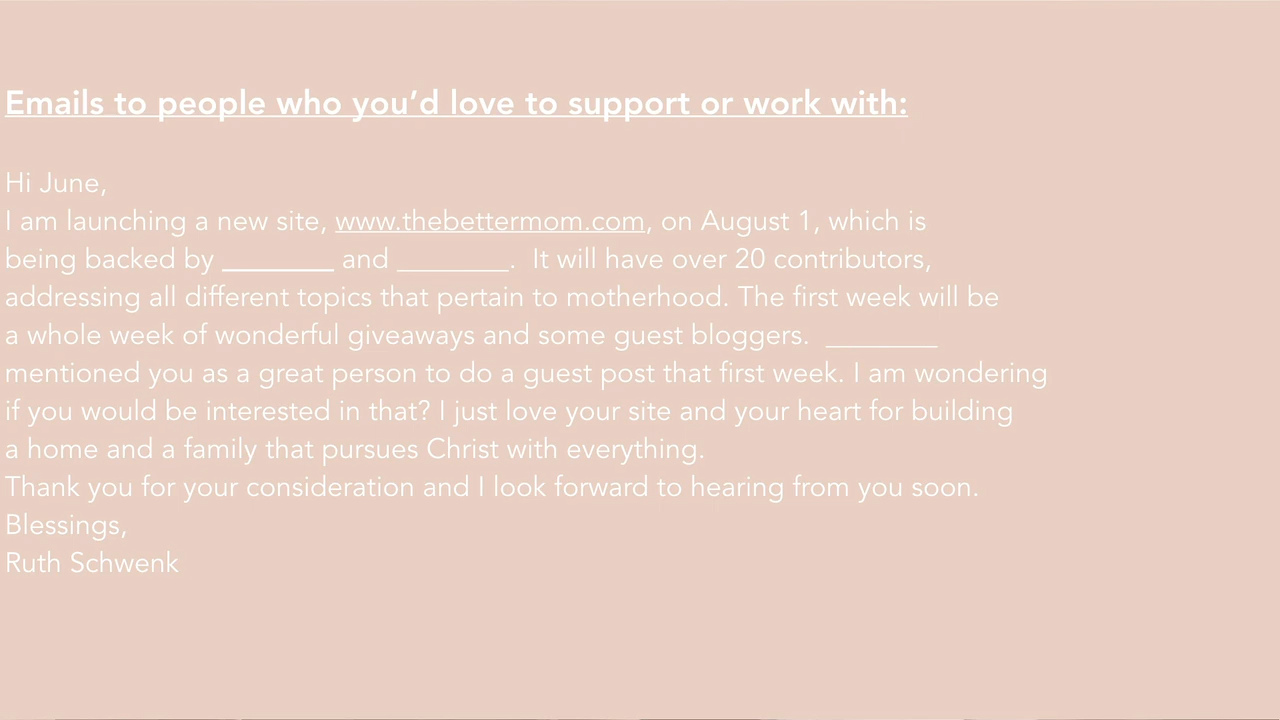 Emails to people who you’d love to support or work with:
Hi June,
I am launching a new site, www.thebettermom.com, on August 1, which is
being backed by ________ and ________.  It will have over 20 contributors,
addressing all different topics that pertain to motherhood. The first week will be
a whole week of wonderful giveaways and some guest bloggers.  ________
mentioned you as a great person to do a guest post that first week. I am wondering
if you would be interested in that? I just love your site and your heart for building
a home and a family that pursues Christ with everything.
Thank you for your consideration and I look forward to hearing from you soon.
Blessings,
Ruth Schwenk